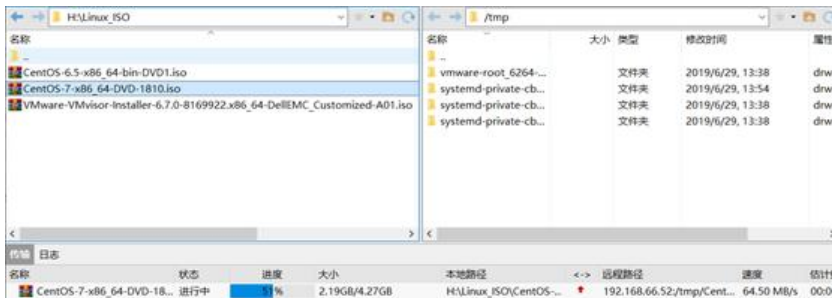 H:\Linux_ISO
/tmp
名称
名称 大小 类型 修改时间 属性
..
CentOS-6.5-x86_64-bin-DVD1.iso
CentOS-7-x86_64-DVD-1810.iso
VMware-VMvisor-Installer-6.7.0-8169922.x86_64-DellEMC_Customized-A01.iso
..
vmware-root_6264-... 文件夹 2019/6/29, 13:38 drw
systemd-private-cb... 文件夹 2019/6/29, 13:54 drw
systemd-private-cb... 文件夹 2019/6/29, 13:38 drw
systemd-private-cb... 文件夹 2019/6/29, 13:38 drw
传输 日志
名称 状态 进度 大小 本地路径 <-> 远程路径 速度 估计
CentOS-7-x86_64-DVD-18... 进行中 51% 2.19GB/4.27GB H:\Linux_ISO\CentOS-... 192.168.66.52:/tmp/Cent... 64.50 MB/s 00:0